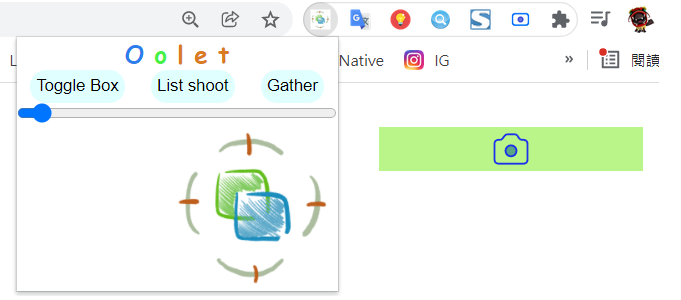 L
Native
IG
»
閱讀
Oolet
Toggle Box
List shoot
Gather